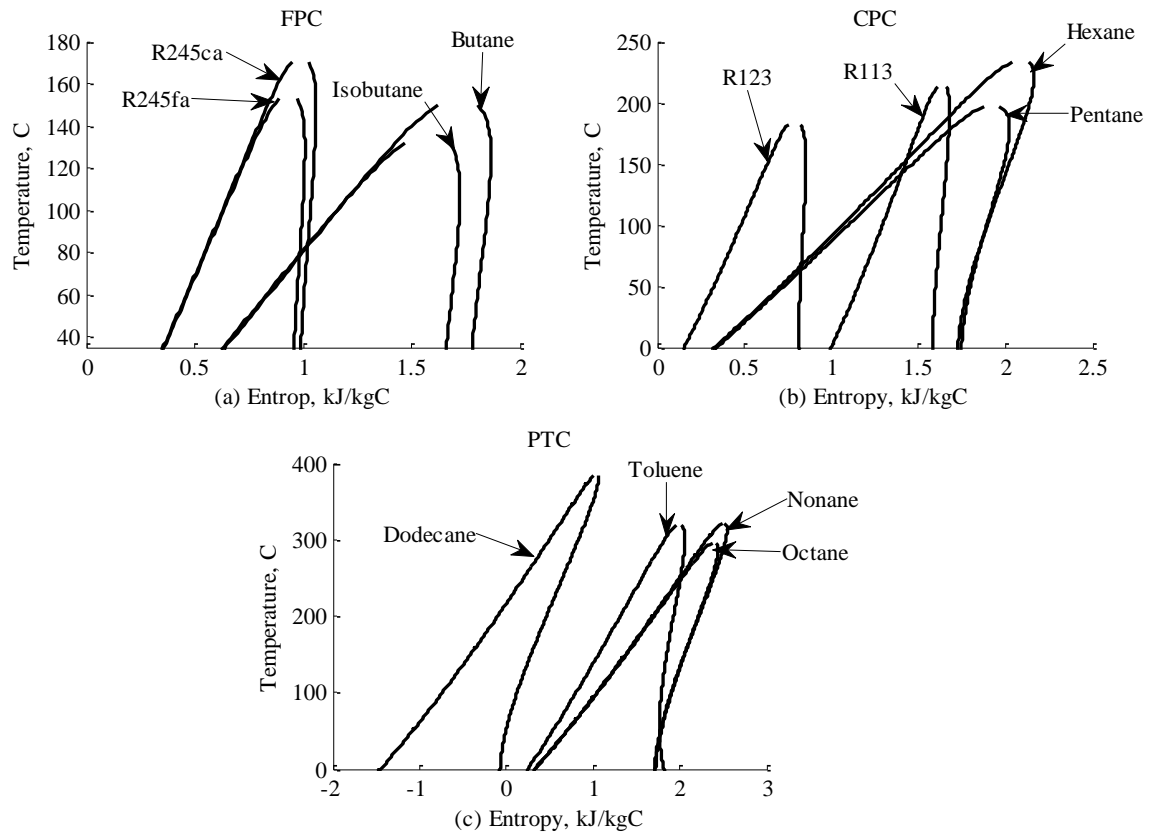 FPC
180
160
140
120
100
80
60
40
Temperature, C
R245ca
R245fa
Isobutane
Butane
0
0.5
1
1.5
2
(a) Entrop, kJ/kgC
CPC
250
200
150
100
50
0
Temperature, C
R123
R113
Hexane
Pentane
0
0.5
1
1.5
2
2.5
(b) Entropy, kJ/kgC
PTC
400
300
200
100
0
Temperature, C
Dodecane
Toluene
Nonane
Octane
-2
-1
0
1
2
3
(c) Entropy, kJ/kgC